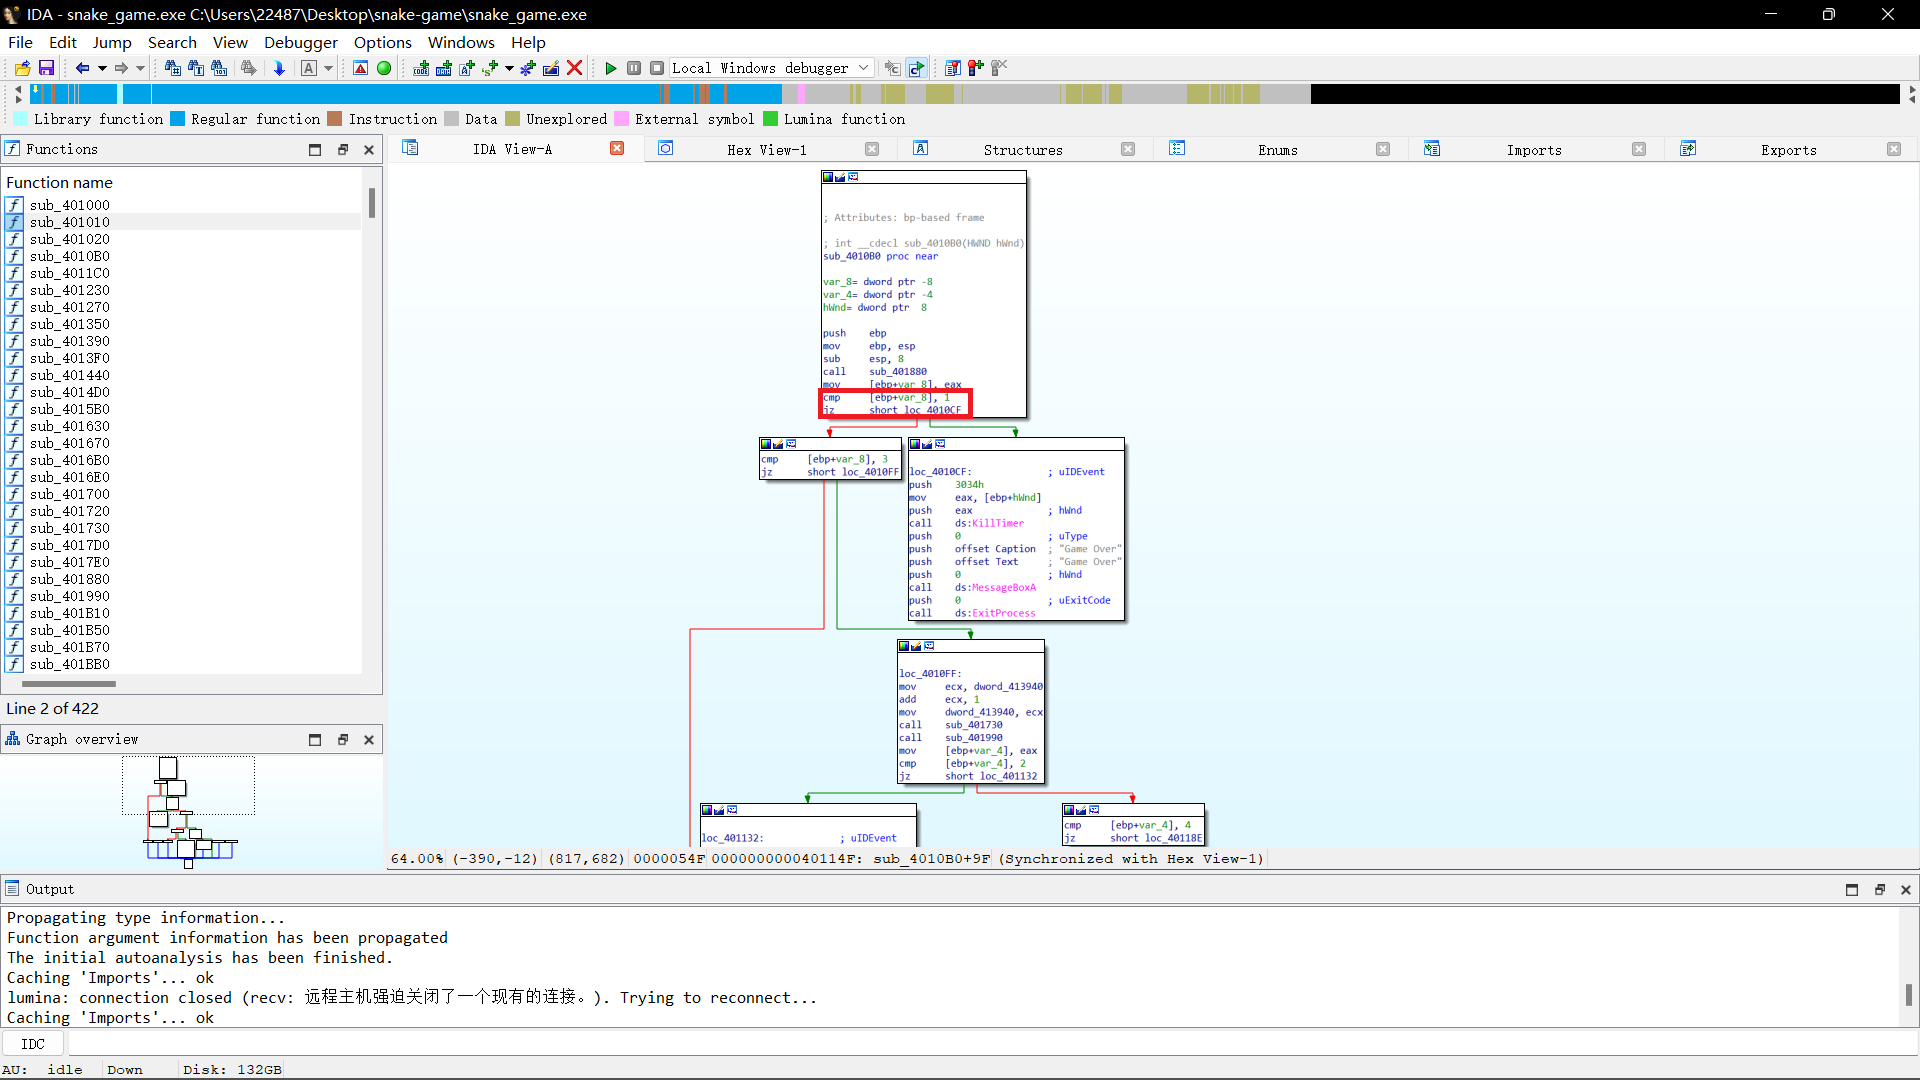 IDA - snake_game.exe C:\Users\22487\Desktop\snake-game\snake_game.exe
File Edit Jump Search View Debugger Options Windows Help
Local Windows debugger
Library function Regular function Instruction Data Unexplored External symbol Lumina function
Functions
IDA View-A
Hex View-1
Structures
Enums
Imports
Exports
Function name
sub_401000
sub_401010
sub_401020
sub_4010B0
sub_4011C0
sub_401230
sub_401270
sub_401350
sub_401390
sub_4013F0
sub_401440
sub_4014D0
sub_4015B0
sub_401630
sub_401670
sub_4016B0
sub_4016E0
sub_401700
sub_401720
sub_401730
sub_4017D0
sub_4017E0
sub_401880
sub_401990
sub_401B10
sub_401B50
sub_401B70
sub_401BB0
Line 2 of 422
Graph overview
; Attributes: bp-based frame
; int __cdecl sub_4010B0(HWND hWnd)
sub_4010B0 proc near
var_8= dword ptr -8
var_4= dword ptr -4
hWnd= dword ptr 8
push ebp
mov ebp, esp
sub esp, 8
call sub_401880
mov [ebp+var_8], eax
cmp [ebp+var_8], 1
jz short loc_4010CF
cmp [ebp+var_8], 3
jz short loc_4010FF
loc_4010CF: ; uIDEvent
push 3034h
mov eax, [ebp+hWnd]
push eax ; hWnd
call ds:KillTimer
push 0 ; uType
push offset Caption ; "Game Over"
push offset Text ; "Game Over"
push 0 ; hWnd
call ds:MessageBoxA
push 0 ; uExitCode
call ds:ExitProcess
loc_4010FF:
mov ecx, dword_413940
add ecx, 1
mov dword_413940, ecx
call sub_401730
call sub_401990
mov [ebp+var_4], eax
cmp [ebp+var_4], 2
jz short loc_401132
loc_401132: ; uIDEvent
cmp [ebp+var_4], 4
jz short loc_40118E
64.00% (-390,-12) (817,682) 0000054F 000000000040114F: sub_4010B0+9F (Synchronized with Hex View-1)
Output
Propagating type information...
Function argument information has been propagated
The initial autoanalysis has been finished.
Caching 'Imports'... ok
lumina: connection closed (recv: 远程主机强迫关闭了一个现有的连接。). Trying to reconnect...
Caching 'Imports'... ok
IDC
AU: idle Down Disk: 132GB